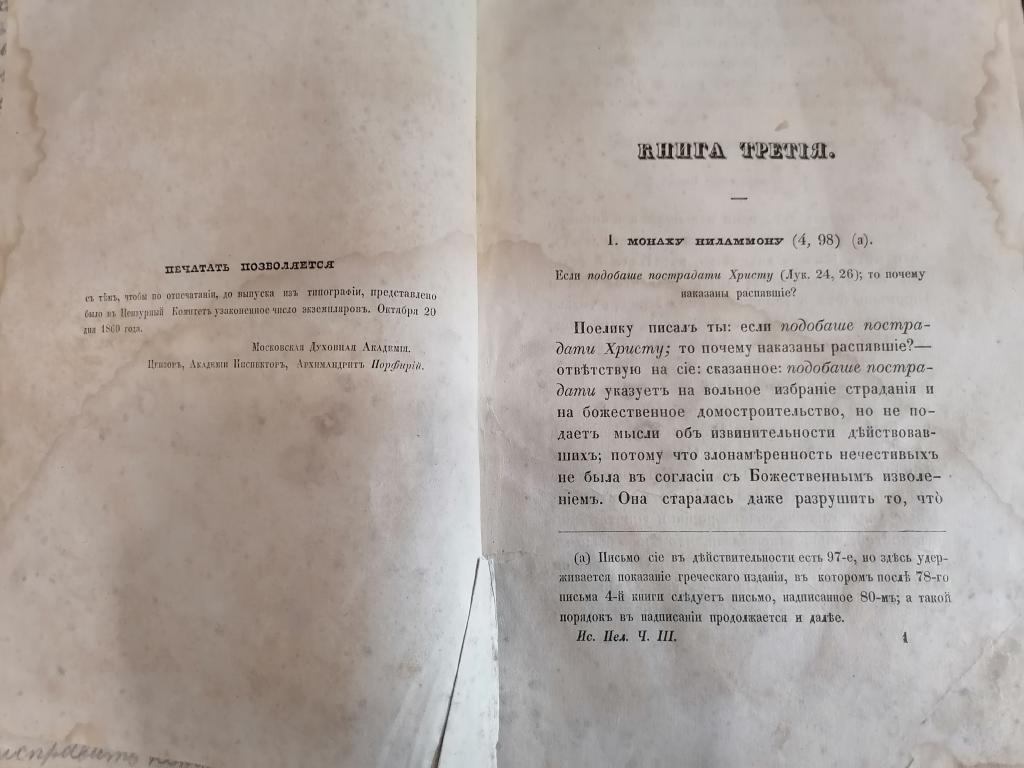 ПЕЧАТАТЬ ПОЗВОЛЯЕТСЯ
съ тѣмъ, чтобы по отпечатаніи, до выпуска изъ типографіи, представлено
было въ Цензурный Комитетъ узаконенное число экземпляровъ. Октября 20
дня 1860 года.
Московская Духовная Академія.
Цензоръ, Академіи Инспекторъ, Архимандритъ Порфирій.
КНИГА ТРЕТІЯ.
1. МОНАХУ НИЛАММОНУ (4, 98) (а).
Если подобаше пострадати Христу (Лук. 24, 26); то почему
наказаны распявшіе?
Поелику писалъ ты: если подобаше постра-
дати Христу; то почему наказаны распявшіе?—
отвѣтствую на сіе: сказанное: подобаше постра-
дати указуетъ на вольное избраніе страданія и
на божественное домостроительство, но не по-
даетъ мысли объ извинительности дѣйствовав-
шихъ; потому что злонамѣренность нечестивыхъ
не была въ согласіи съ Божественнымъ изволе-
ніемъ. Она старалась даже разрушить то, что̀
(а) Письмо сіе въ дѣйствительности есть 97-е, но здѣсь удер-
живается показаніе греческаго изданія, въ которомъ послѣ 78-го
письма 4-й книги слѣдуетъ письмо, надписанное 80-мъ; а такой
порядокъ въ надписаніи продолжается и далѣе.
Ис. Пел. Ч. III. 1